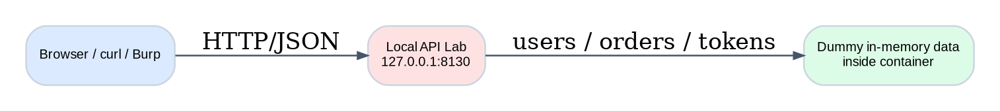 Browser / curl / Burp
HTTP/JSON
Local API Lab
127.0.0.1:8130
users / orders / tokens
Dummy in-memory data
inside container